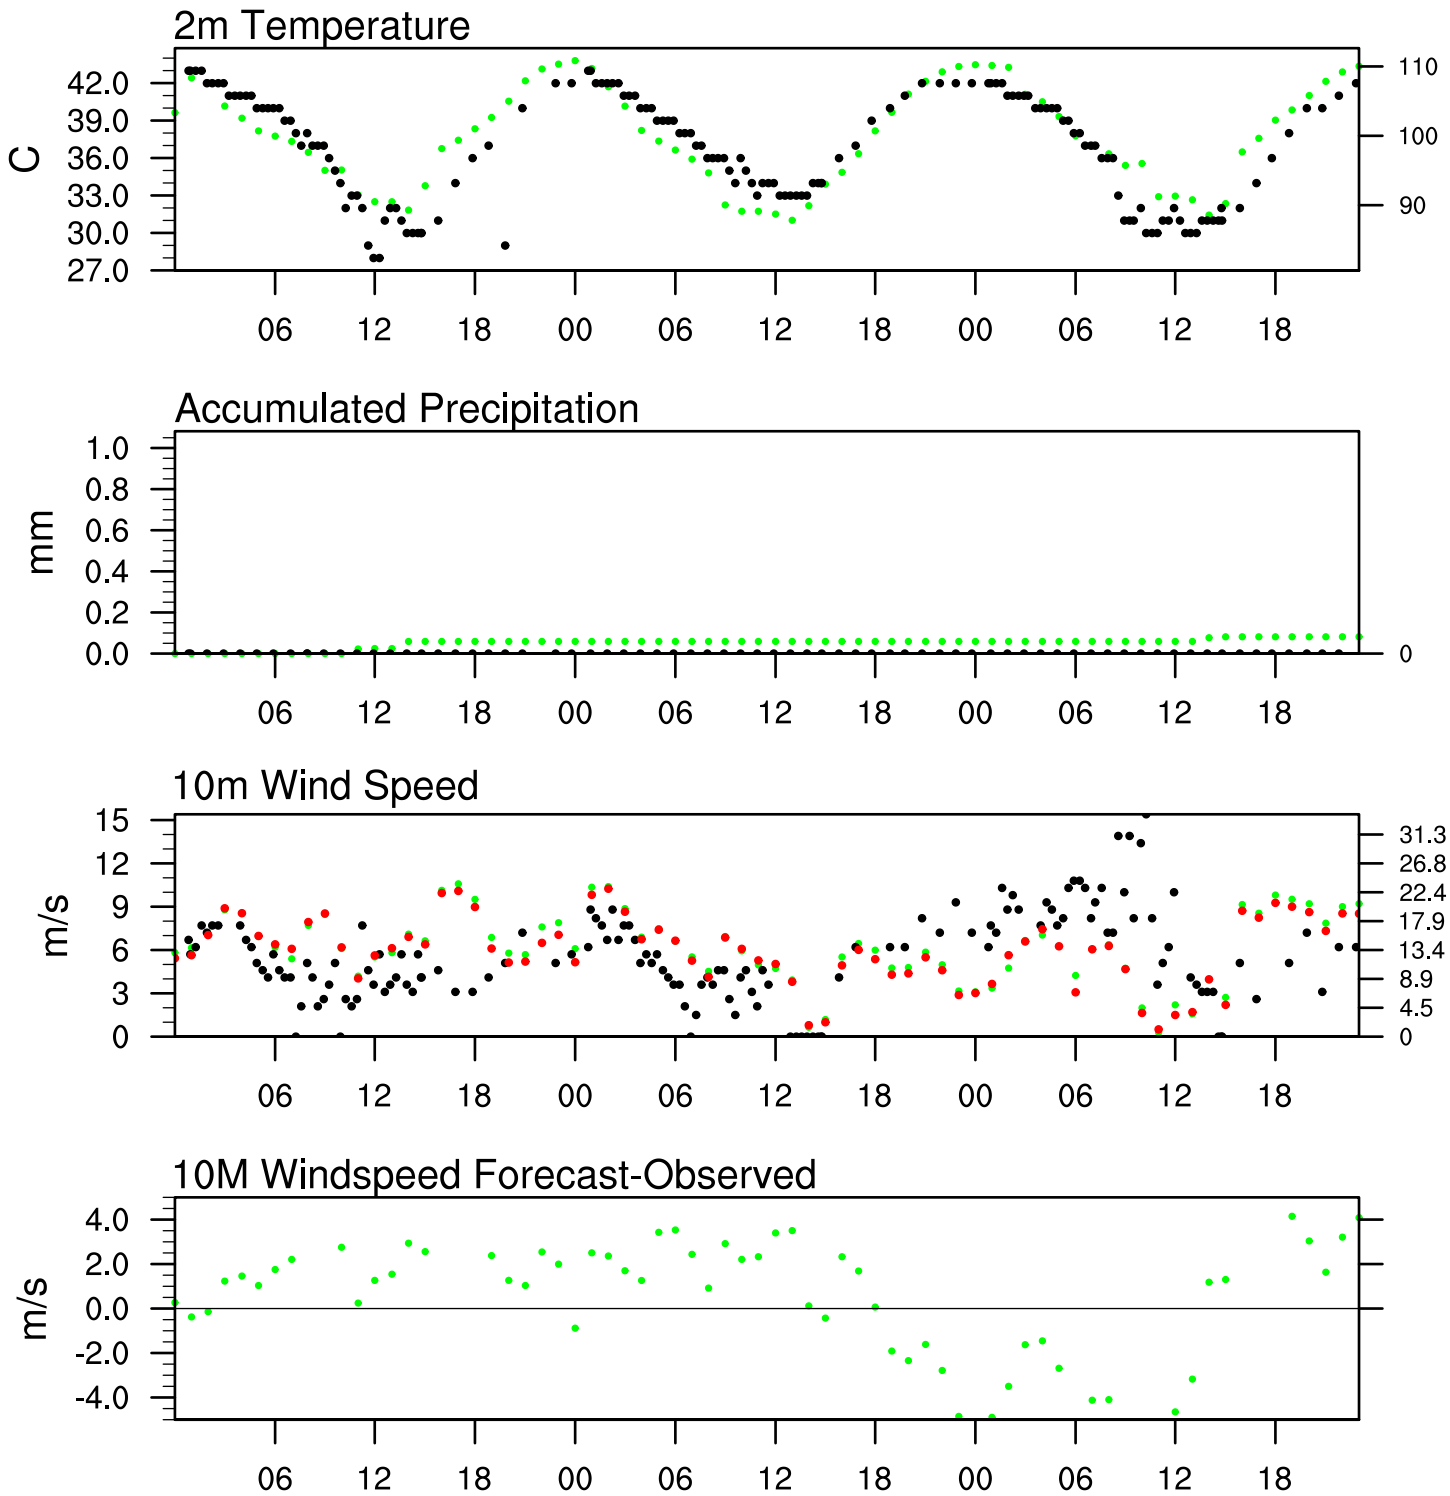 2m Temperature
42.0
39.0
36.0
33.0
30.0
27.0
C
110
100
90
06 12 18 00 06 12 18 00 06 12 18
Accumulated Precipitation
1.0
0.8
0.6
0.4
0.2
0.0
mm
0
06 12 18 00 06 12 18 00 06 12 18
10m Wind Speed
15
12
9
6
3
0
m/s
31.3
26.8
22.4
17.9
13.4
8.9
4.5
0
06 12 18 00 06 12 18 00 06 12 18
10M Windspeed Forecast-Observed
4.0
2.0
0.0
-2.0
-4.0
m/s
06 12 18 00 06 12 18 00 06 12 18